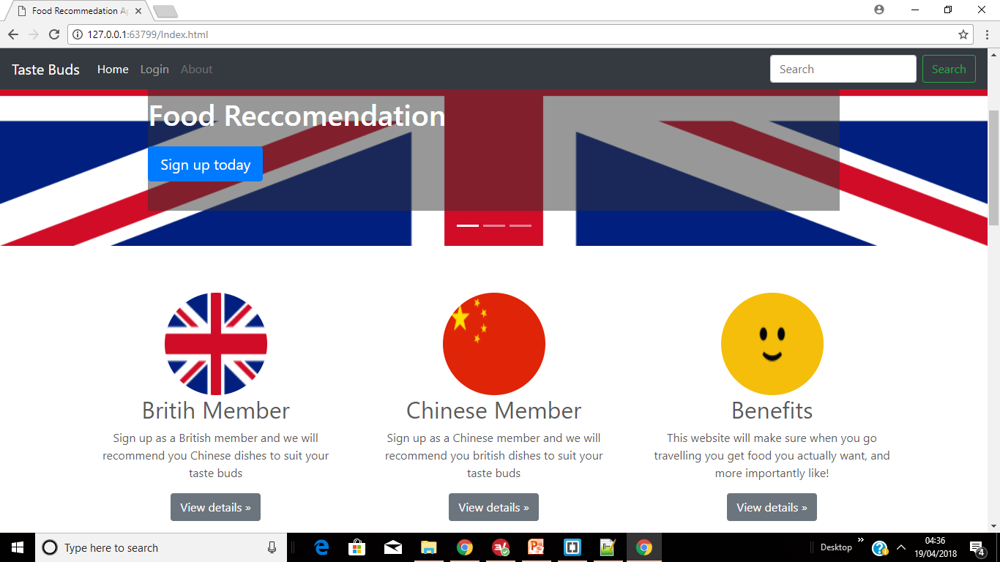 Food Recommedation Ap
127.0.0.1:63799/Index.html
Taste Buds Home Login About Search Search
Food Reccomendation
Sign up today
Britih Member
Sign up as a British member and we will
recommend you Chinese dishes to suit your
taste buds
View details »
Chinese Member
Sign up as a Chinese member and we will
recommend you british dishes to suit your
taste buds
View details »
Benefits
This website will make sure when you go
travelling you get food you actually want, and
more importantly like!
View details »
Type here to search
Desktop
04:36
19/04/2018
4